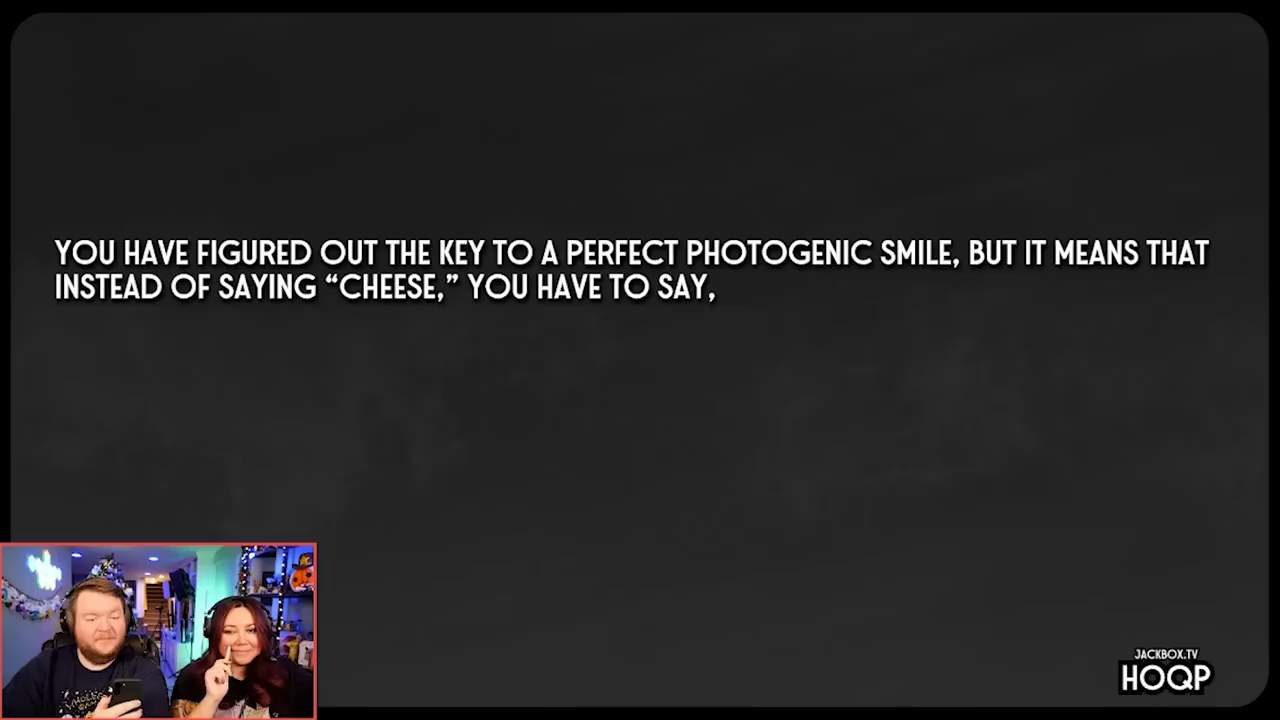 YOU HAVE FIGURED OUT THE KEY TO A PERFECT PHOTOGENIC SMILE, BUT IT MEANS THAT
INSTEAD OF SAYING “CHEESE,” YOU HAVE TO SAY,
JACKBOX.TV
HOQP